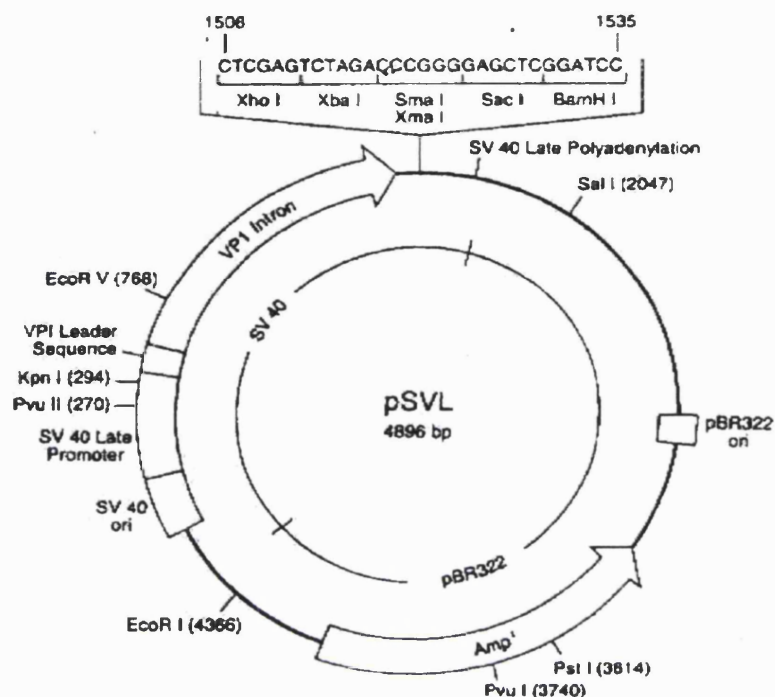 1506 1535
CTCGAGTCTAGACCCGGGGAGCTCGGATCC
Xho I Xba I Sma I Sac I BamH I
Xma I
SV 40 Late Polyadenylation
Sal I (2047)
VP1 Intron
EcoR V (768)
SV 40
VPI Leader
Sequence
Kpn I (294)
Pvu II (270)
pSVL
4896 bp
SV 40 Late
Promoter
pBR322
ori
SV 40
ori
pBR322
EcoR I (4366)
Amp'
Pst I (3614)
Pvu I (3740)